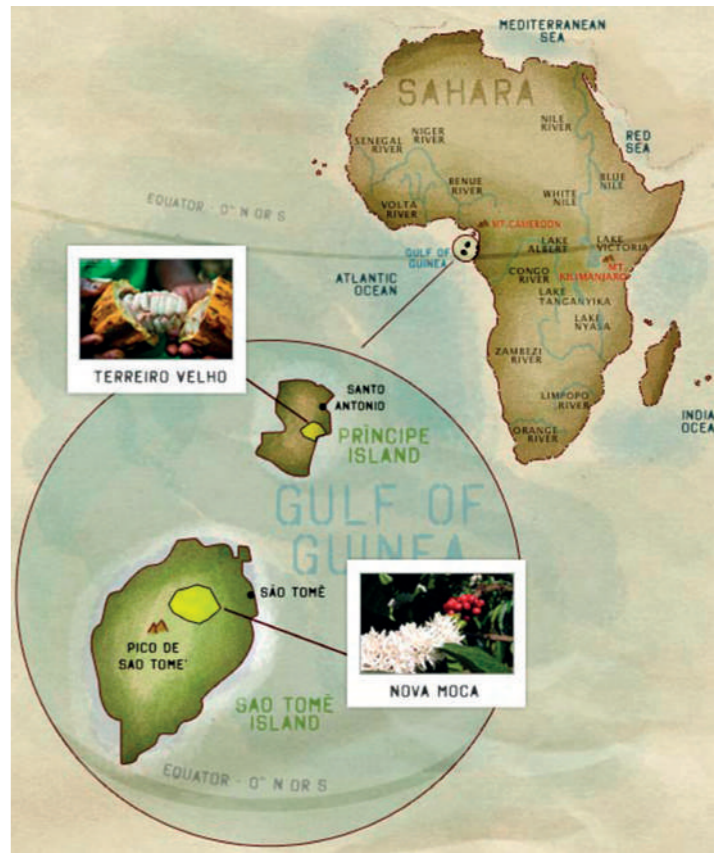 MEDITERRANEAN
SEA
SAHARA
NILE
RIVER
RED
SEA
SENEGAL
RIVER
NIGER
RIVER
BENUE
RIVER
BLUE
NILE
WHITE
NILE
VOLTA
RIVER
EQUATOR - 0° N OR S
MT.CAMEROON
GULF OF
GUINEA
LAKE
ALBERT
LAKE
VICTORIA
MT.
KILIMANJARO
ATLANTIC
OCEAN
CONGO
RIVER
LAKE
TANGANYIKA
LAKE
NYASA
ZAMBEZI
RIVER
LIMPOPO
RIVER
ORANGE
RIVER
INDIA
OCEA
TERREIRO VELHO
SANTO
ANTONIO
PRÌNCIPE
ISLAND
GULF OF
GUINEA
SÃO TOMÊ
PICO DE
SAO TOME'
NOVA MOCA
SAO TOMÊ
ISLAND
EQUATOR - 0° N OR S